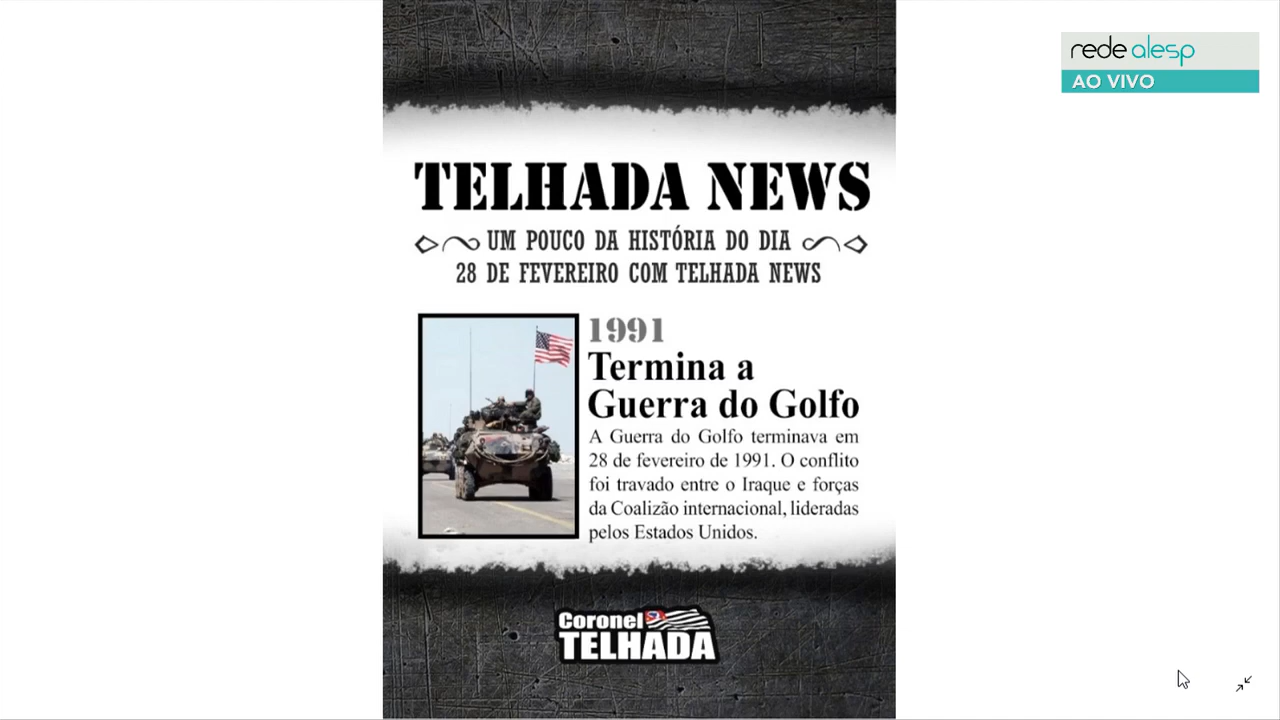 rede alesp
AO VIVO
TELHADA NEWS
UM POUCO DA HISTÓRIA DO DIA
28 DE FEVEREIRO COM TELHADA NEWS
1991
Termina a
Guerra do Golfo
A Guerra do Golfo terminava em
28 de fevereiro de 1991. O conflito
foi travado entre o Iraque e forças
da Coalizão internacional, lideradas
pelos Estados Unidos.
Coronel
TELHADA